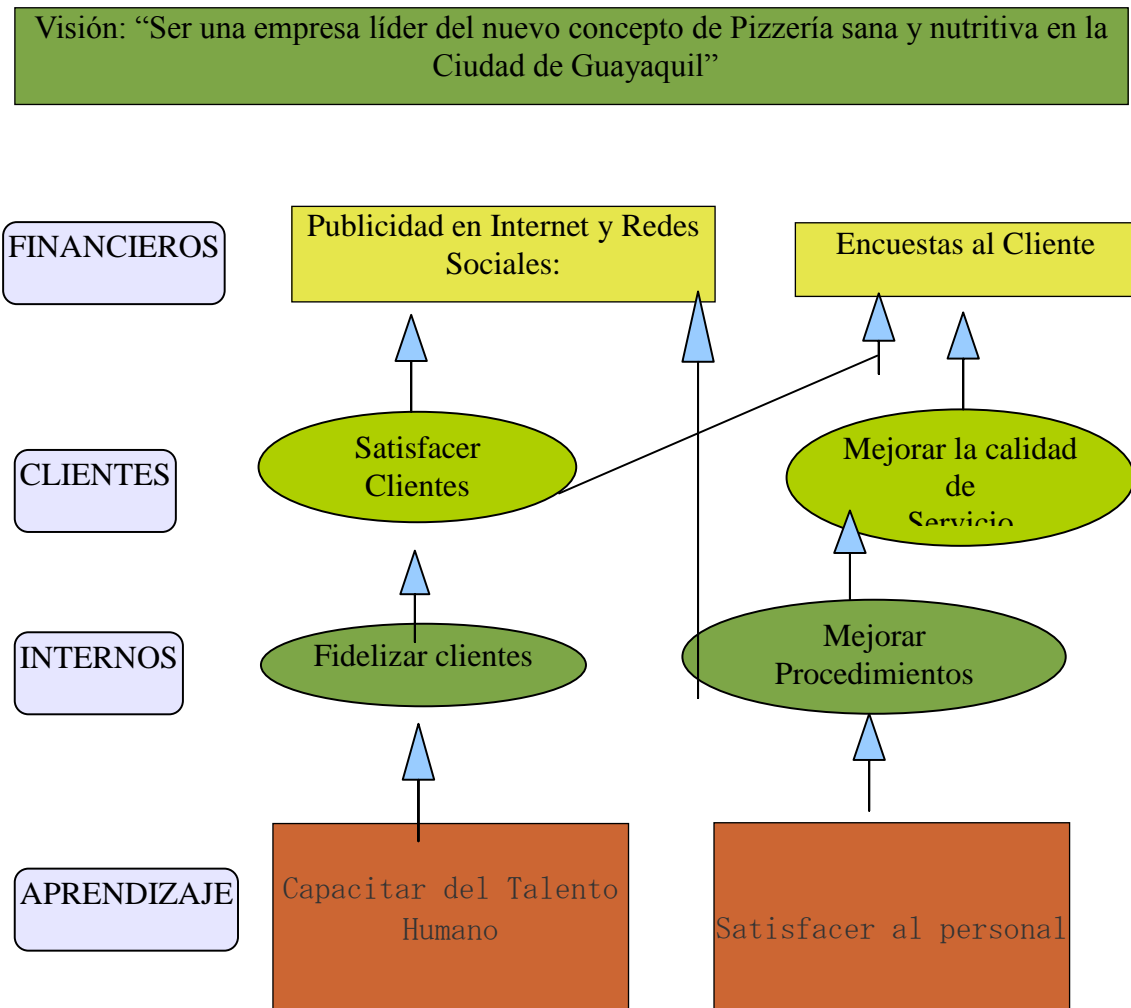 Visión: “Ser una empresa líder del nuevo concepto de Pizzería sana y nutritiva en la
Ciudad de Guayaquil”
FINANCIEROS
Publicidad en Internet y Redes
Sociales:
Encuestas al Cliente
CLIENTES
Satisfacer
Clientes
Mejorar la calidad
de
Servicio
INTERNOS
Fidelizar clientes
Mejorar
Procedimientos
APRENDIZAJE
Capacitar del Talento
Humano
Satisfacer al personal